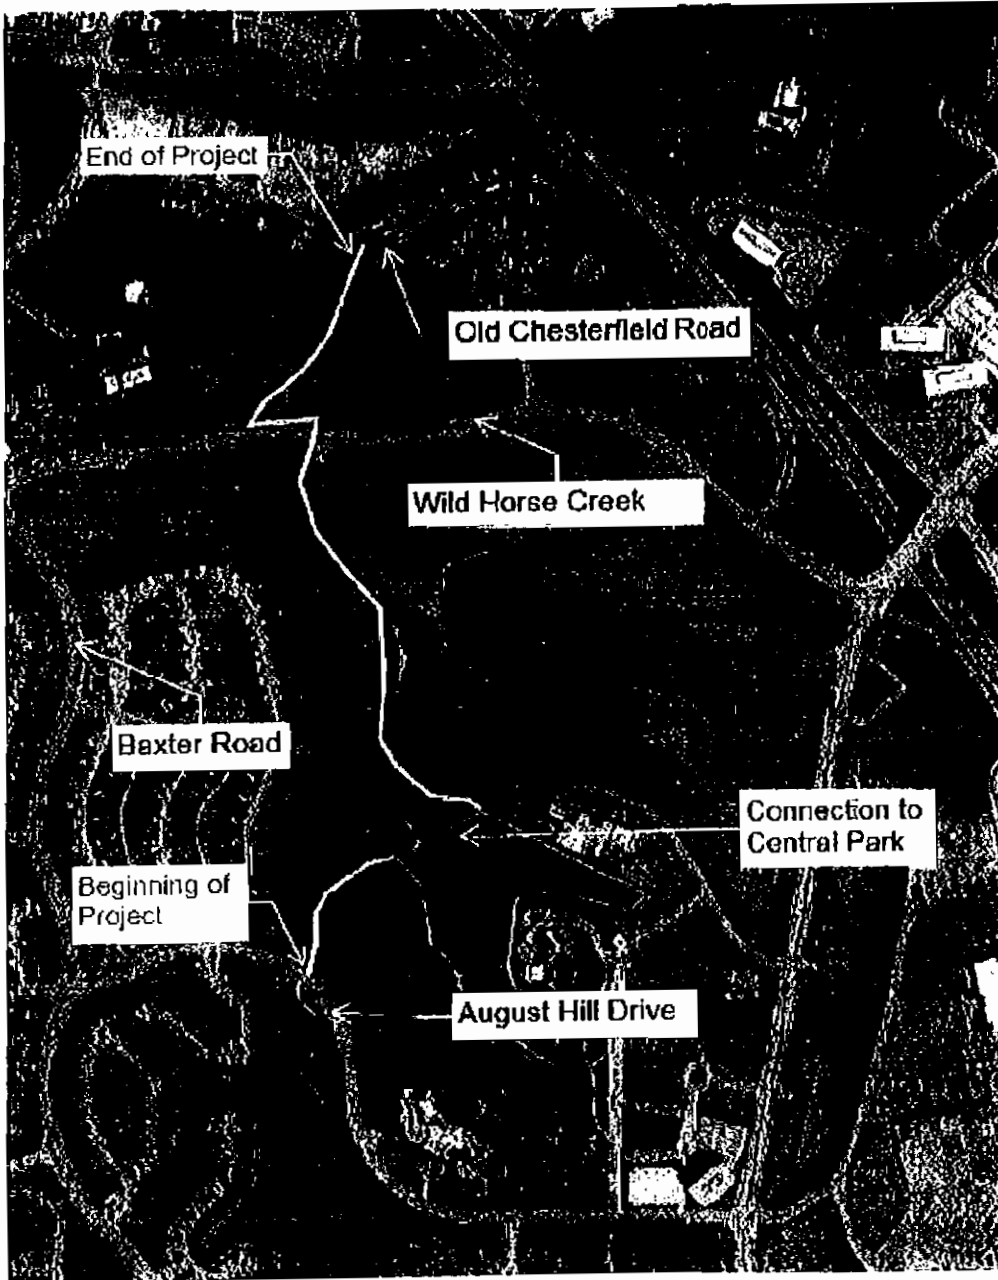 End of Project
Old Chesterfield Road
Wild Horse Creek
Baxter Road
Connection to
Central Park
Beginning of
Project
August Hill Drive